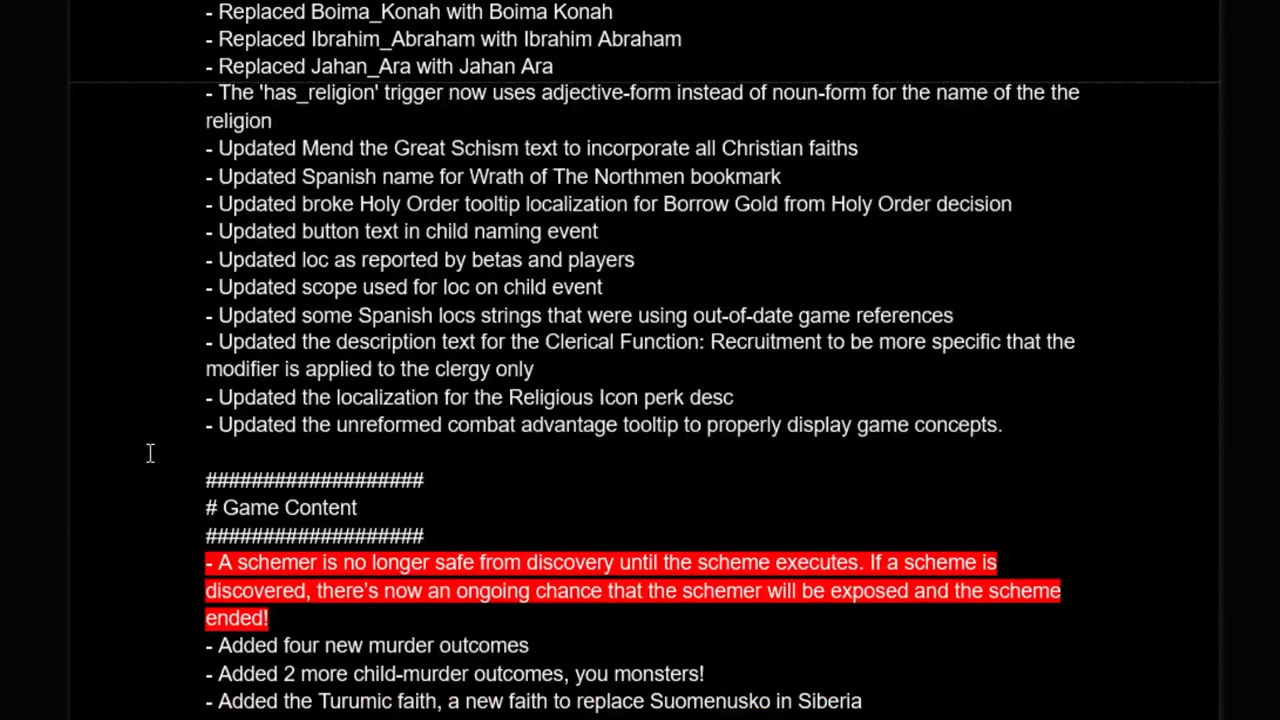 - Replaced Boima_Konah with Boima Konah
- Replaced Ibrahim_Abraham with Ibrahim Abraham
- Replaced Jahan_Ara with Jahan Ara
- The 'has_religion' trigger now uses adjective-form instead of noun-form for the name of the the
religion
- Updated Mend the Great Schism text to incorporate all Christian faiths
- Updated Spanish name for Wrath of The Northmen bookmark
- Updated broke Holy Order tooltip localization for Borrow Gold from Holy Order decision
- Updated button text in child naming event
- Updated loc as reported by betas and players
- Updated scope used for loc on child event
- Updated some Spanish locs strings that were using out-of-date game references
- Updated the description text for the Clerical Function: Recruitment to be more specific that the
modifier is applied to the clergy only
- Updated the localization for the Religious Icon perk desc
- Updated the unreformed combat advantage tooltip to properly display game concepts.
###################
# Game Content
###################
- A schemer is no longer safe from discovery until the scheme executes. If a scheme is
discovered, there's now an ongoing chance that the schemer will be exposed and the scheme
ended!
- Added four new murder outcomes
- Added 2 more child-murder outcomes, you monsters!
- Added the Turumic faith, a new faith to replace Suomenusko in Siberia